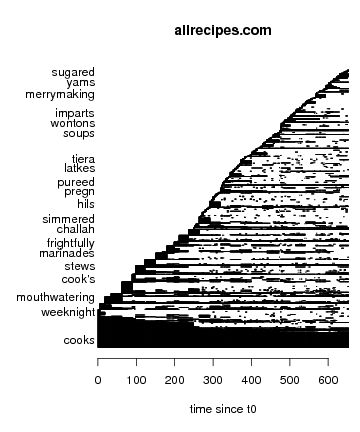 allrecipes.com
sugared
yams
merrymaking
imparts
wontons
soups
tiera
latkes
pureed
pregn
hils
simmered
challah
frightfully
marinades
stews
cook's
mouthwatering
weeknight
cooks
0 100 200 300 400 500 600
time since t0